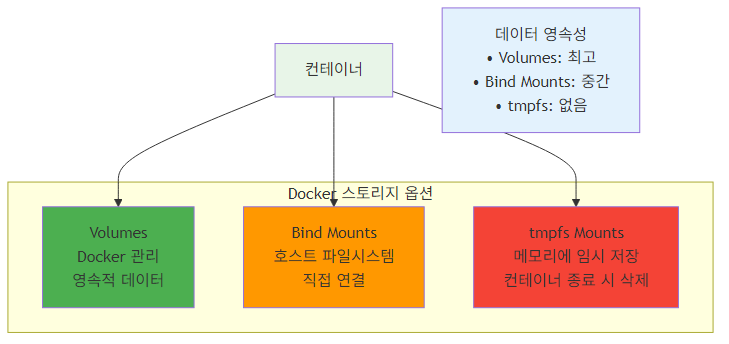 컨테이너
데이터 영속성
• Volumes: 최고
• Bind Mounts: 중간
• tmpfs: 없음
Docker 스토리지 옵션
Volumes
Docker 관리
영속적 데이터
Bind Mounts
호스트 파일시스템
직접 연결
tmpfs Mounts
메모리에 임시 저장
컨테이너 종료 시 삭제